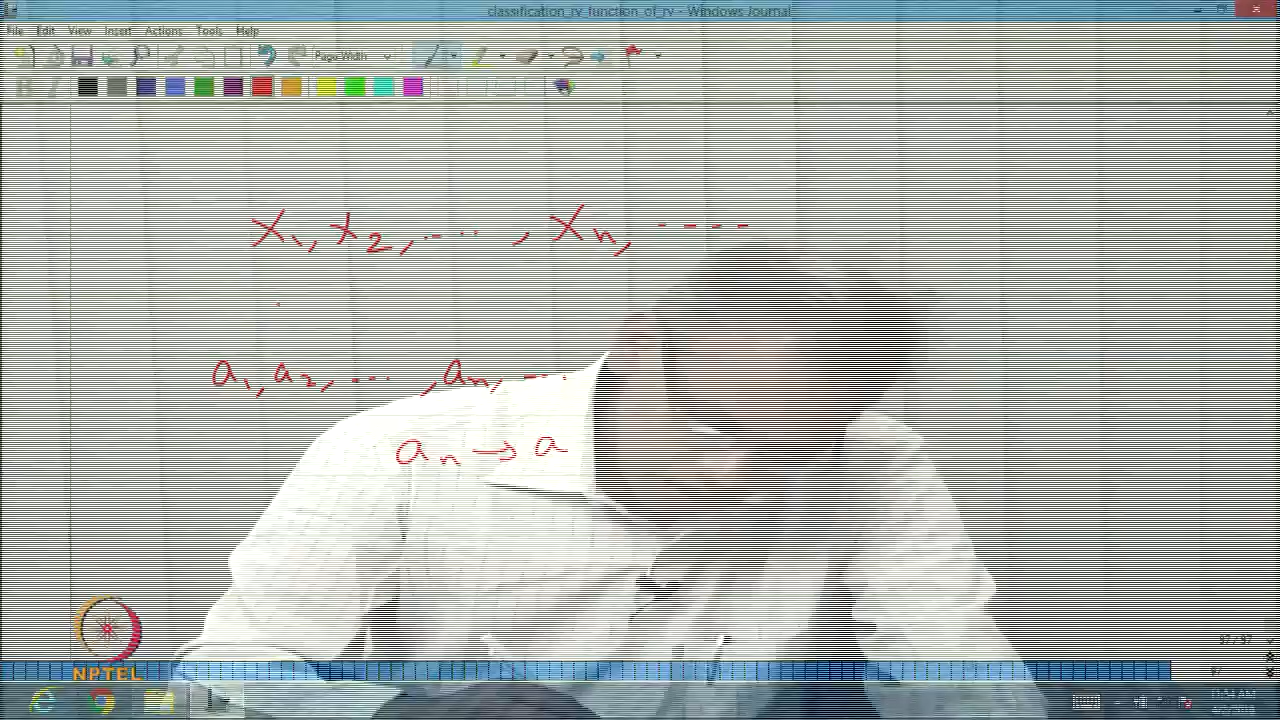 classification_rv_function_of_rv - Windows Journal
File Edit View Insert Actions Tools Help
Page Width
X₁, X₂, ..... , Xₙ, ----
a₁, a₂, ... , aₙ, ...
aₙ → a
NPTEL